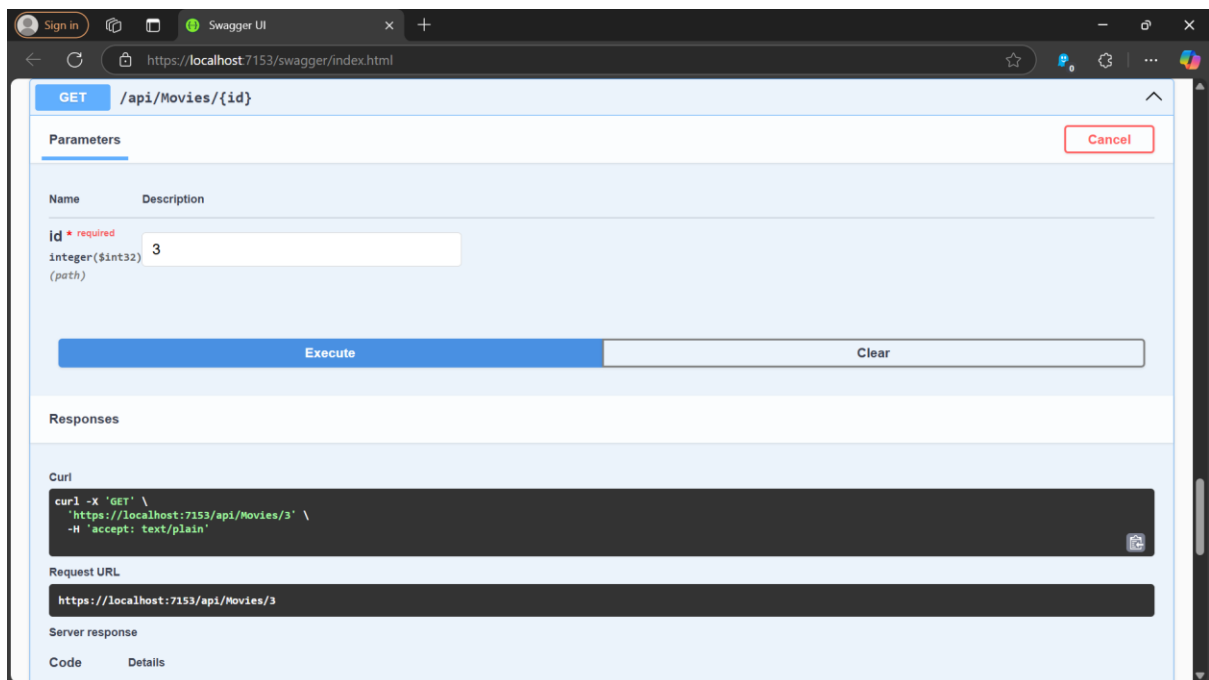 Sign in
Swagger UI
https://localhost:7153/swagger/index.html
0
GET /api/Movies/{id}
Parameters
Cancel
Name Description
id * required
integer($int32)
3
(path)
Execute Clear
Responses
Curl
curl -X 'GET' \
'https://localhost:7153/api/Movies/3' \
-H 'accept: text/plain'
Request URL
https://localhost:7153/api/Movies/3
Server response
Code Details